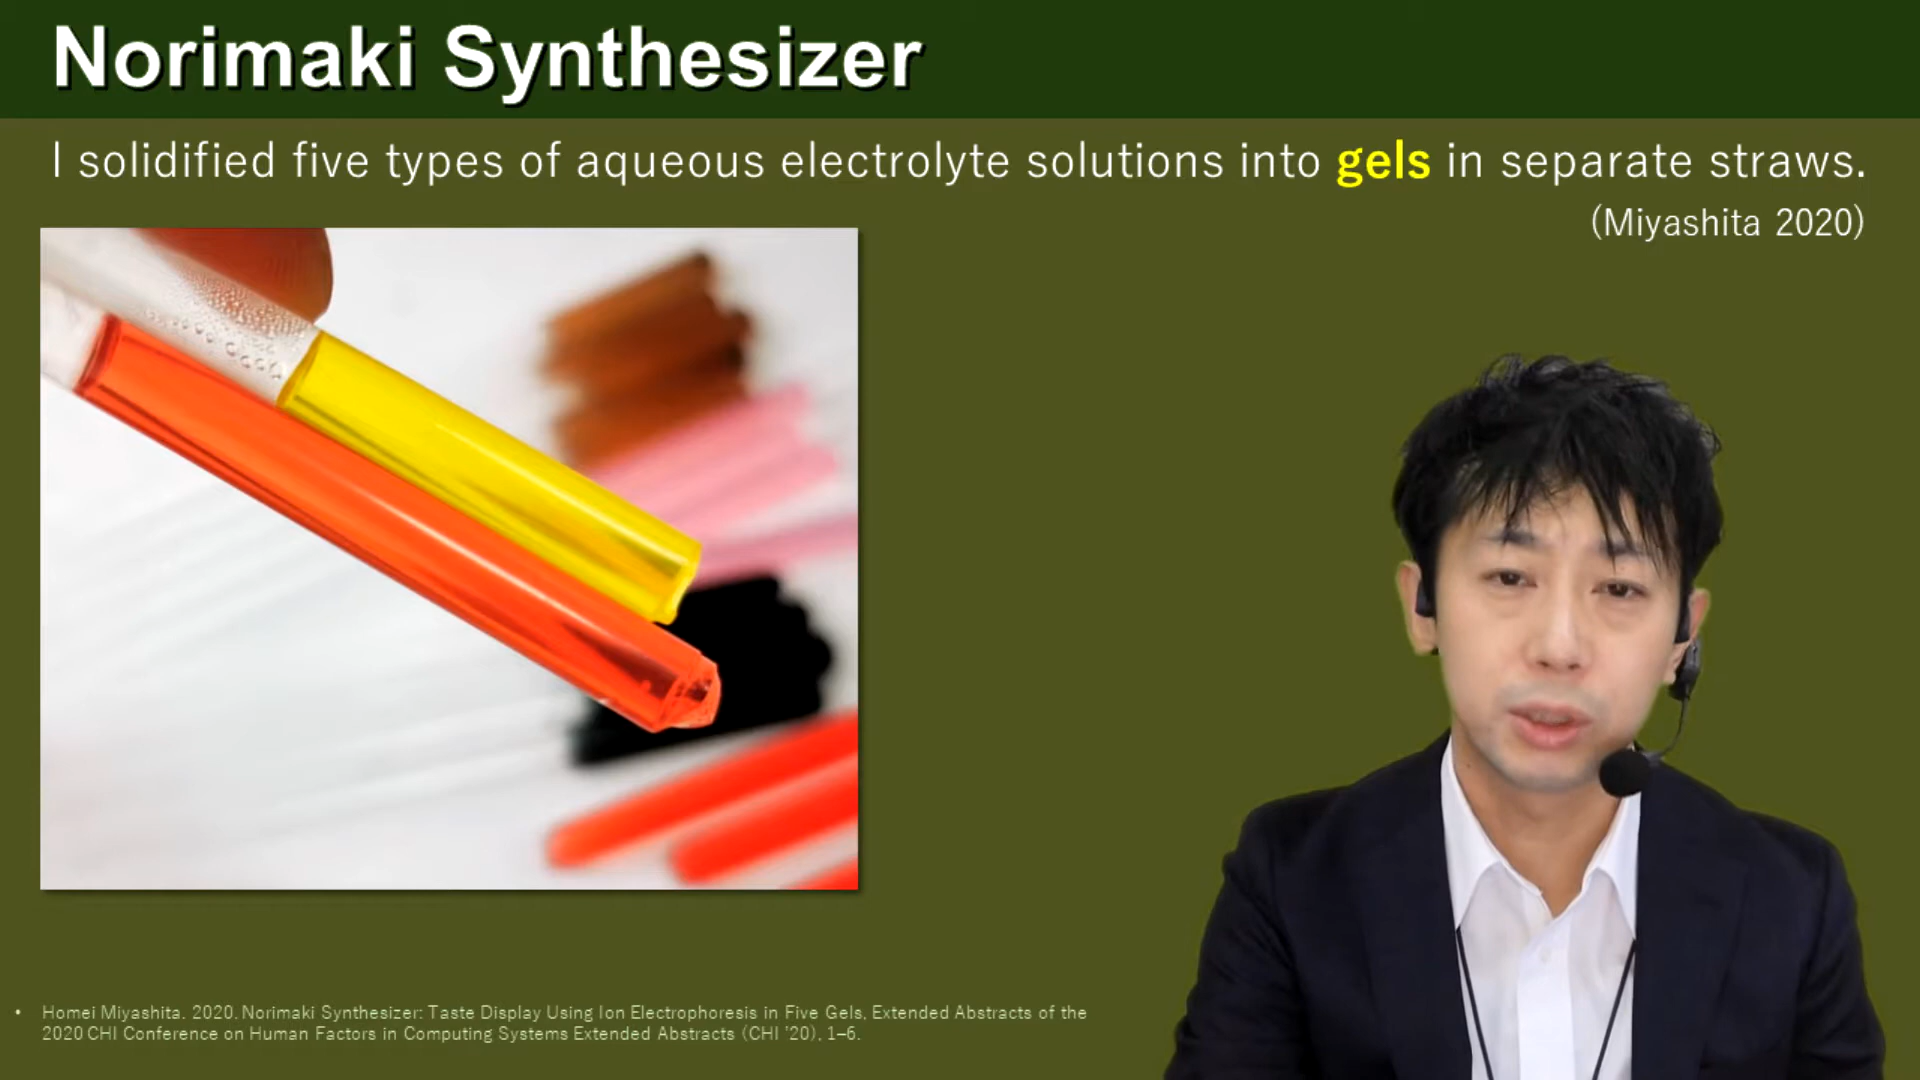 Norimaki Synthesizer
I solidified five types of aqueous electrolyte solutions into gels in separate straws.
(Miyashita 2020)
• Homei Miyashita. 2020. Norimaki Synthesizer: Taste Display Using Ion Electrophoresis in Five Gels, Extended Abstracts of the
2020 CHI Conference on Human Factors in Computing Systems Extended Abstracts (CHI '20), 1–6.